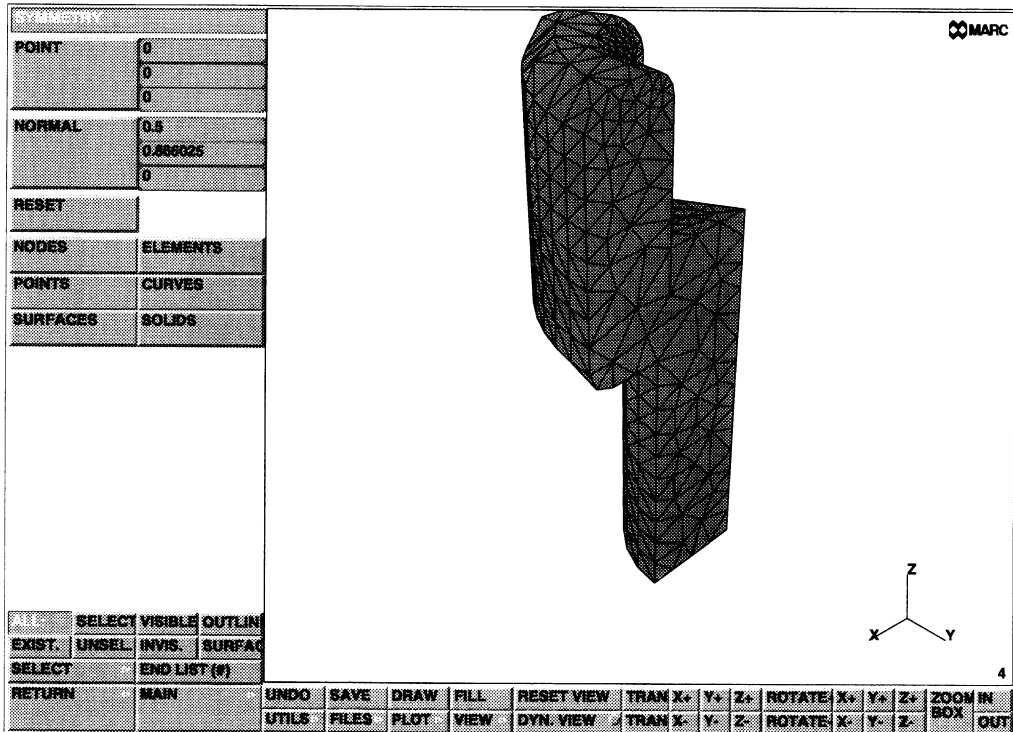 SYMMETRY
MARC
POINT 0
0
0
NORMAL 0.5
0.866025
0
RESET
NODES ELEMENTS
POINTS CURVES
SURFACES SOLIDS
Z
X Y
4
ALL SELECT VISIBLE OUTLIN
EXIST. UNSEL. INVIS. SURFAC
SELECT END LIST (#)
RETURN MAIN UNDO SAVE DRAW FILL RESET VIEW TRAN X+ Y+ Z+ ROTATE X+ Y+ Z+ ZOOM IN
UTILS FILES PLOT VIEW DYN. VIEW TRAN X- Y- Z- ROTATE X- Y- Z- BOX OUT